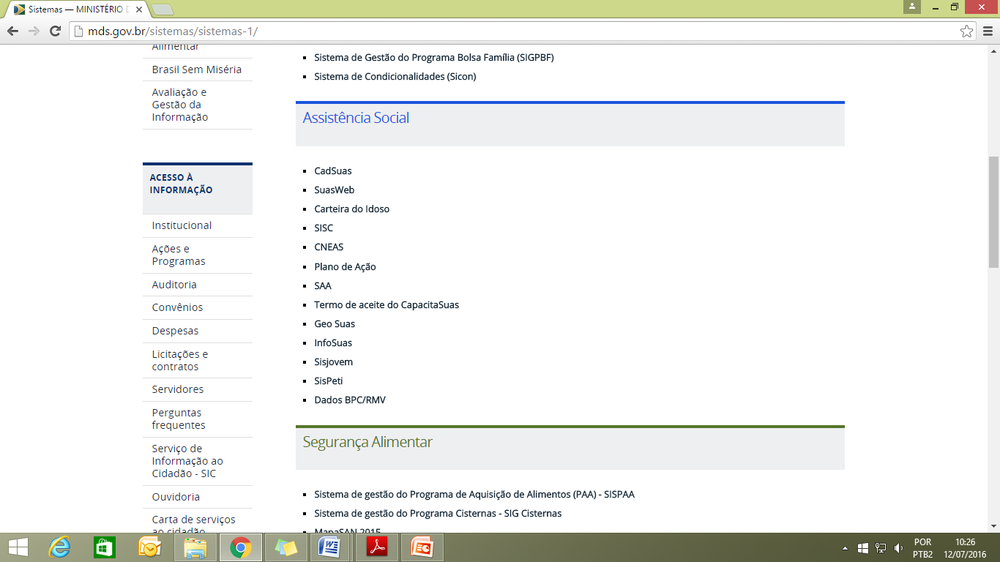 Sistemas — MINISTÉRIO D
mds.gov.br/sistemas/sistemas-1/
Alimentar
Brasil Sem Miséria
Avaliação e
Gestão da
Informação
ACESSO À
INFORMAÇÃO
Institucional
Ações e
Programas
Auditoria
Convênios
Despesas
Licitações e
contratos
Servidores
Perguntas
frequentes
Serviço de
Informação ao
Cidadão - SIC
Ouvidoria
Carta de serviços
ao cidadão
Sistema de Gestão do Programa Bolsa Família (SIGPBF)
Sistema de Condicionalidades (Sicon)
Assistência Social
CadSuas
SuasWeb
Carteira do Idoso
SISC
CNEAS
Plano de Ação
SAA
Termo de aceite do CapacitaSuas
Geo Suas
InfoSuas
Sisjovem
SisPeti
Dados BPC/RMV
Segurança Alimentar
Sistema de gestão do Programa de Aquisição de Alimentos (PAA) - SISPAA
Sistema de gestão do Programa Cisternas - SIG Cisternas
MapaSAN 2015
POR
PTB2
10:26
12/07/2016